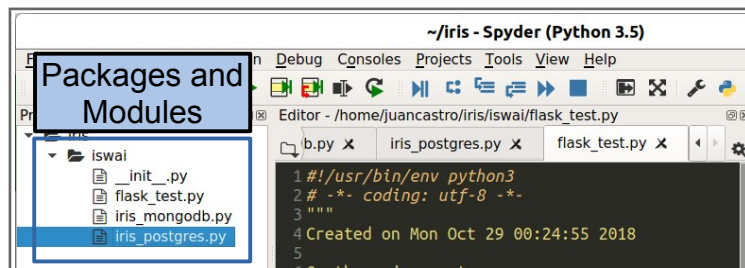 ~/iris - Spyder (Python 3.5)
Debug Consoles Projects Tools View Help
Packages and
Modules
Editor - /home/juancastro/iris/iswai/flask_test.py
b.py iris_postgres.py flask_test.py
iswai
__init__.py
flask_test.py
iris_mongodb.py
iris_postgres.py
1 #!/usr/bin/env python3
2 # -*- coding: utf-8 -*-
3 """
4 Created on Mon Oct 29 00:24:55 2018
5